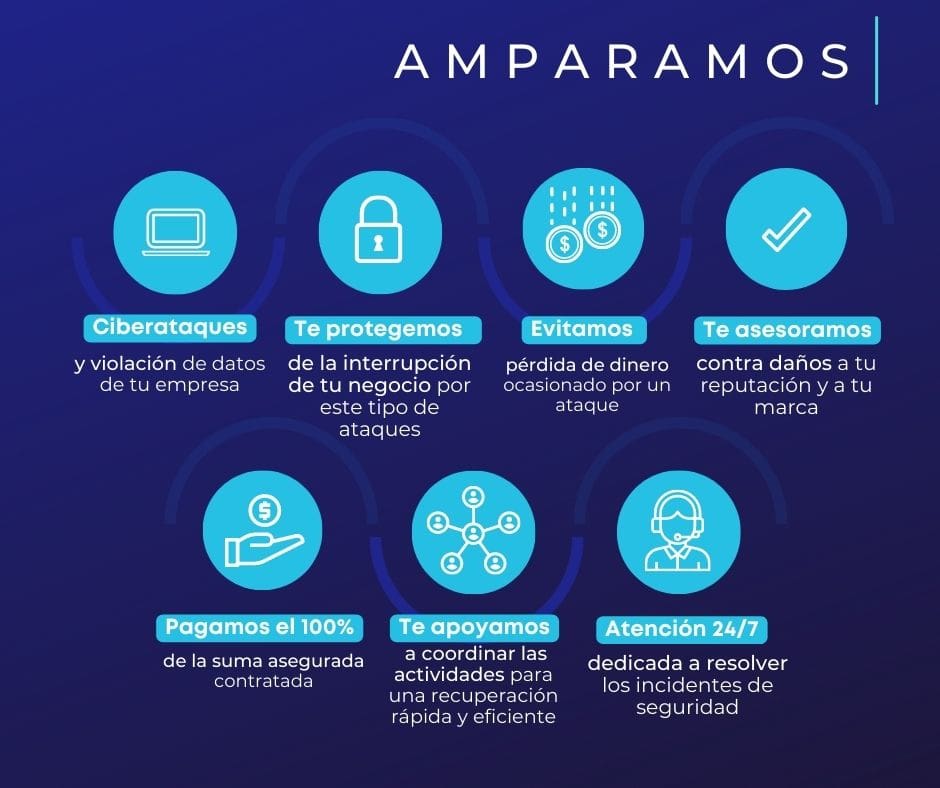 AMPARAMOS
Ciberataques
y violación de datos
de tu empresa
Te protegemos
de la interrupción
de tu negocio por
este tipo de
ataques
Evitamos
pérdida de dinero
ocasionado por un
ataque
Te asesoramos
contra daños a tu
reputación y a tu
marca
Pagamos el 100%
de la suma asegurada
contratada
Te apoyamos
a coordinar las
actividades para
una recuperación
rápida y eficiente
Atención 24/7
dedicada a resolver
los incidentes de
seguridad